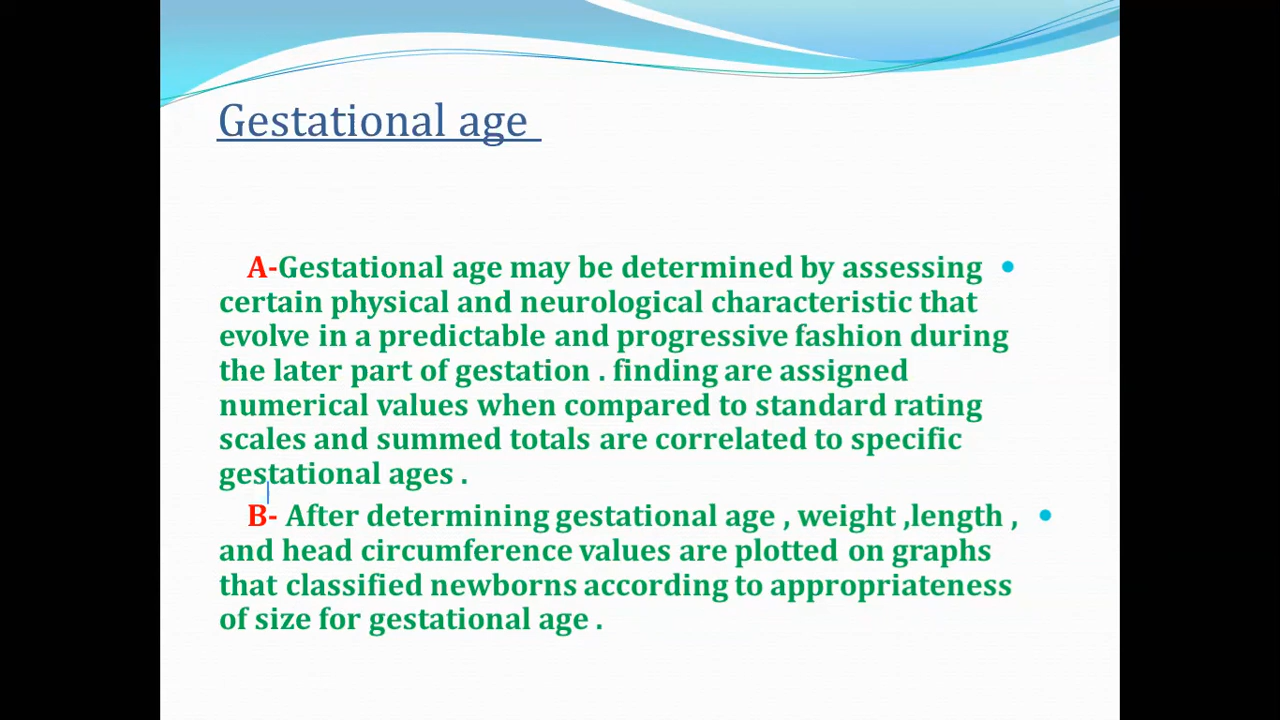 Gestational age
A-Gestational age may be determined by assessing
certain physical and neurological characteristic that
evolve in a predictable and progressive fashion during
the later part of gestation . finding are assigned
numerical values when compared to standard rating
scales and summed totals are correlated to specific
gestational ages .
B- After determining gestational age , weight ,length ,
and head circumference values are plotted on graphs
that classified newborns according to appropriateness
of size for gestational age .